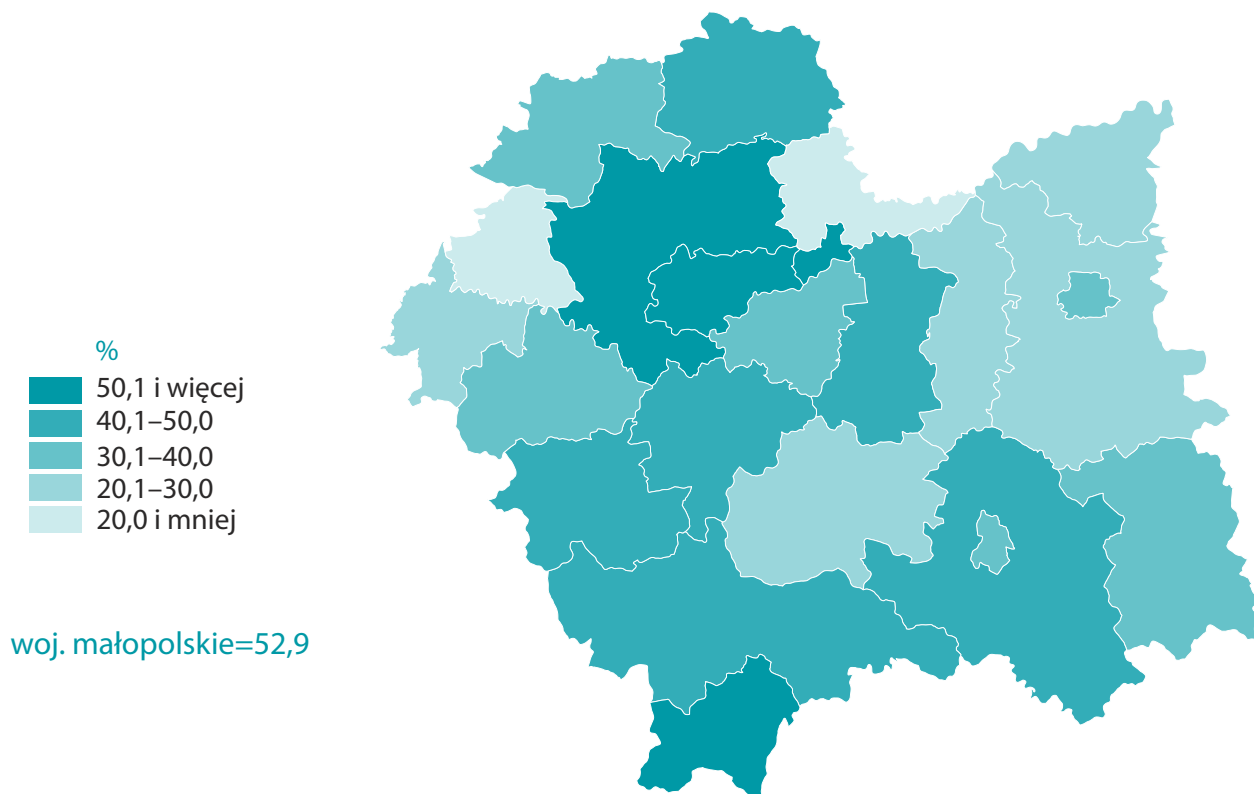 %
50,1 i więcej
40,1–50,0
30,1–40,0
20,1–30,0
20,0 i mniej
woj. małopolskie=52,9